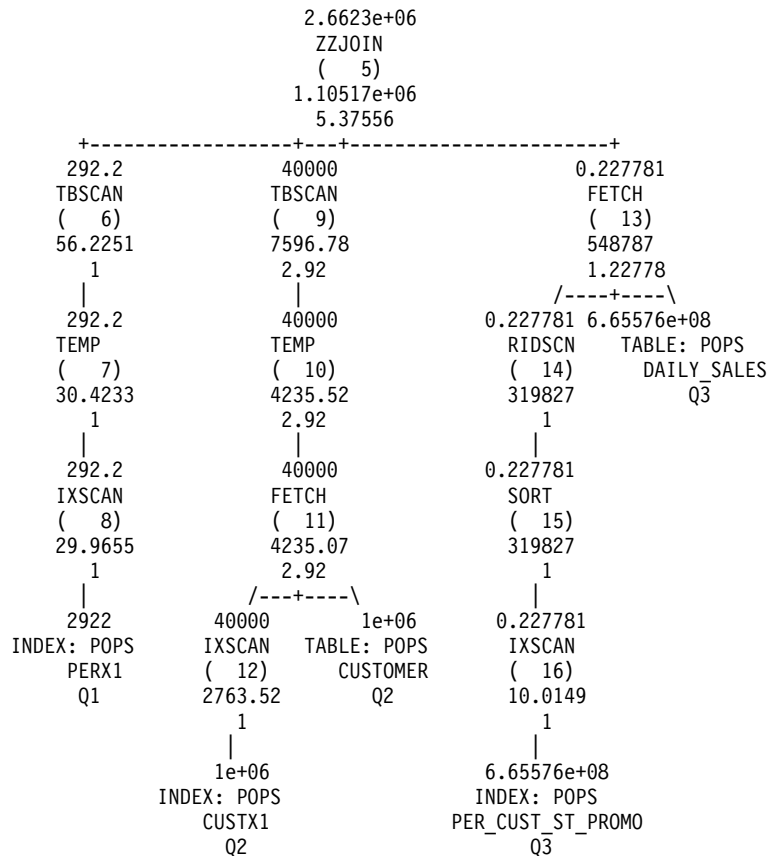 2.6623e+06
ZZJOIN
( 5)
1.10517e+06
5.37556
+------------------+---+-----------------------+
292.2 40000 0.227781
TBSCAN TBSCAN FETCH
( 6) ( 9) ( 13)
56.2251 7596.78 548787
1 2.92 1.22778
| | /----+----\
292.2 40000 0.227781 6.65576e+08
TEMP TEMP RIDSCN TABLE: POPS
( 7) ( 10) ( 14) DAILY_SALES
30.4233 4235.52 319827 Q3
1 2.92 1
| | |
292.2 40000 0.227781
IXSCAN FETCH SORT
( 8) ( 11) ( 15)
29.9655 4235.07 319827
1 2.92 1
| /---+----\ |
2922 40000 1e+06 0.227781
INDEX: POPS IXSCAN TABLE: POPS IXSCAN
PERX1 ( 12) CUSTOMER ( 16)
Q1 2763.52 Q2 10.0149
1 1
| |
1e+06 6.65576e+08
INDEX: POPS INDEX: POPS
CUSTX1 PER_CUST_ST_PROMO
Q2 Q3